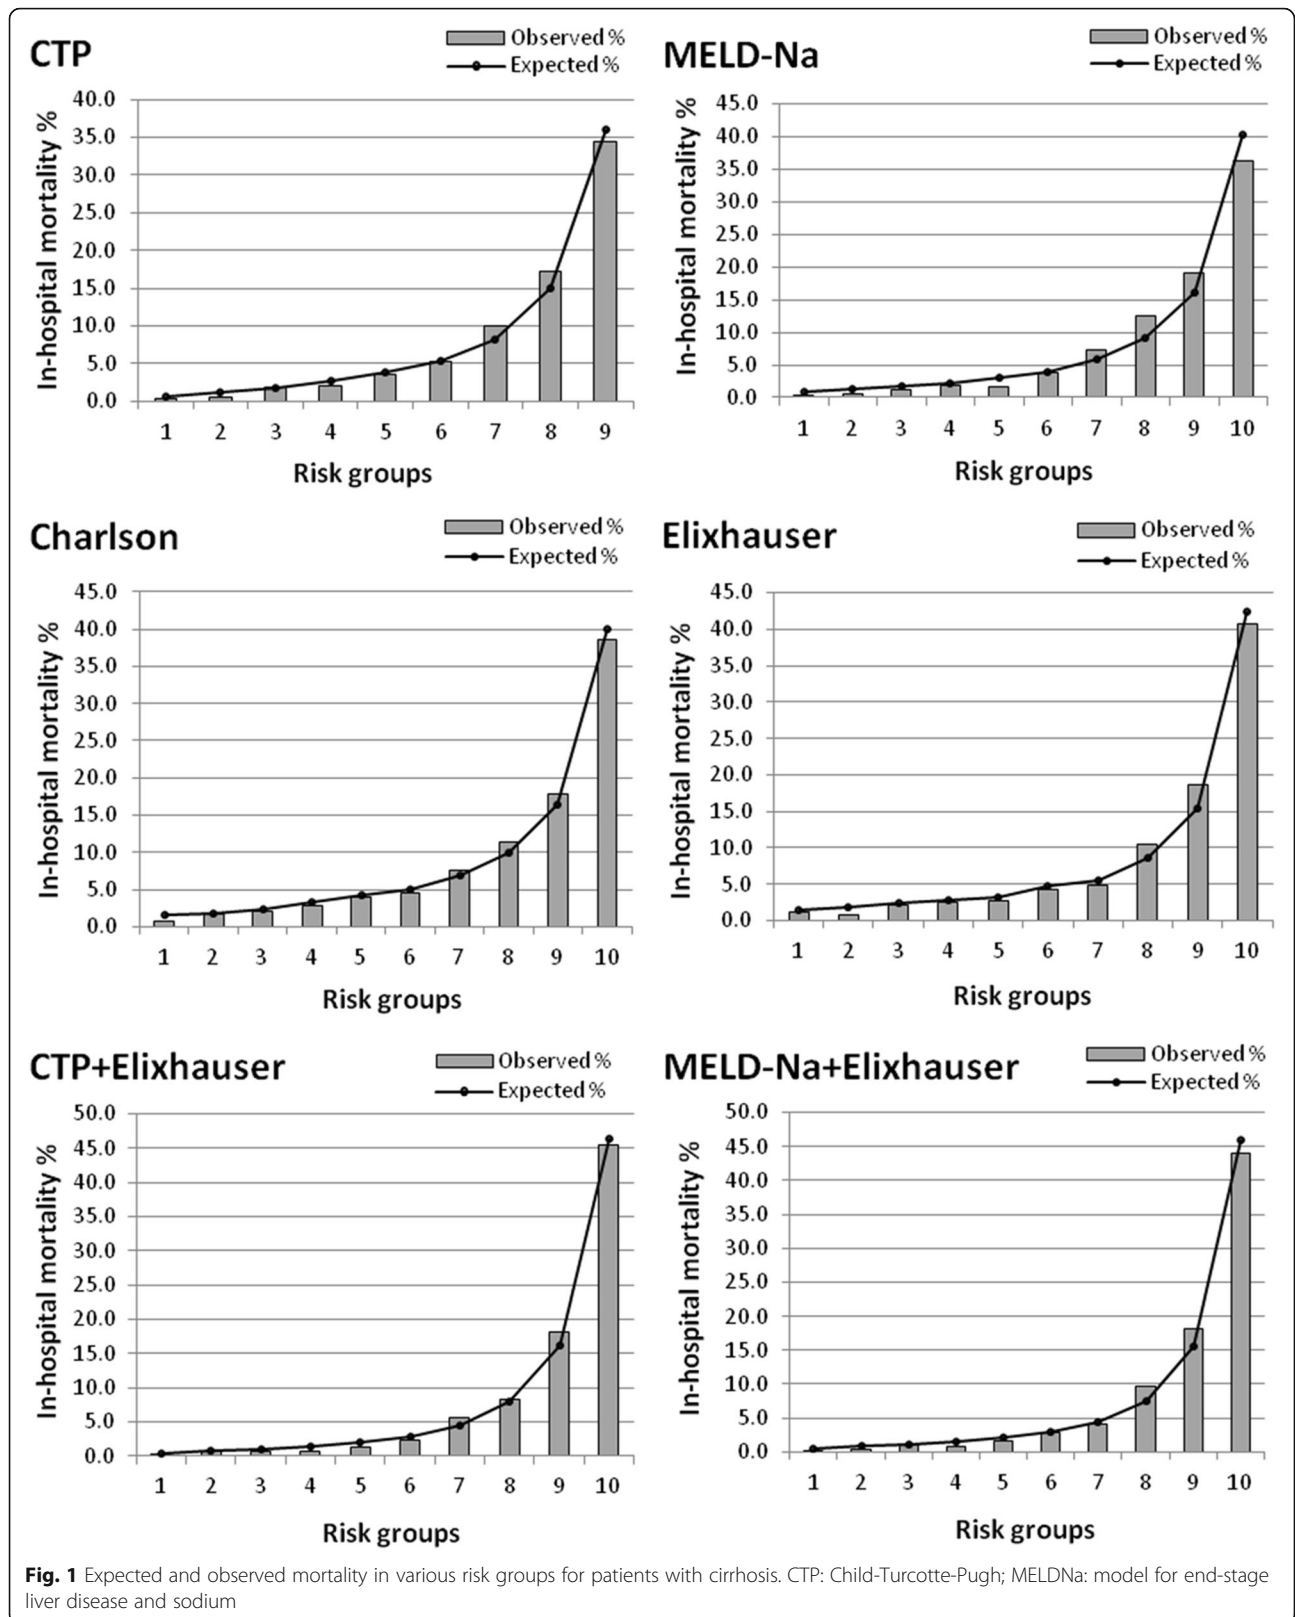 CTP
Observed %
Expected %
In-hospital mortality %
40.0
35.0
30.0
25.0
20.0
15.0
10.0
5.0
0.0
1 2 3 4 5 6 7 8 9
Risk groups
MELD-Na
Observed %
Expected %
In-hospital mortality %
45.0
40.0
35.0
30.0
25.0
20.0
15.0
10.0
5.0
0.0
1 2 3 4 5 6 7 8 9 10
Risk groups
Charlson
Observed %
Expected %
In-hospital mortality %
45.0
40.0
35.0
30.0
25.0
20.0
15.0
10.0
5.0
0.0
1 2 3 4 5 6 7 8 9 10
Risk groups
Elixhauser
Observed %
Expected %
In-hospital mortality %
45.0
40.0
35.0
30.0
25.0
20.0
15.0
10.0
5.0
0.0
1 2 3 4 5 6 7 8 9 10
Risk groups
CTP+Elixhauser
Observed %
Expected %
In-hospital mortality %
50.0
45.0
40.0
35.0
30.0
25.0
20.0
15.0
10.0
5.0
0.0
1 2 3 4 5 6 7 8 9 10
Risk groups
MELD-Na+Elixhauser
Observed %
Expected %
In-hospital mortality %
50.0
45.0
40.0
35.0
30.0
25.0
20.0
15.0
10.0
5.0
0.0
1 2 3 4 5 6 7 8 9 10
Risk groups
Fig. 1 Expected and observed mortality in various risk groups for patients with cirrhosis. CTP: Child-Turcotte-Pugh; MELDNa: model for end-stage
liver disease and sodium